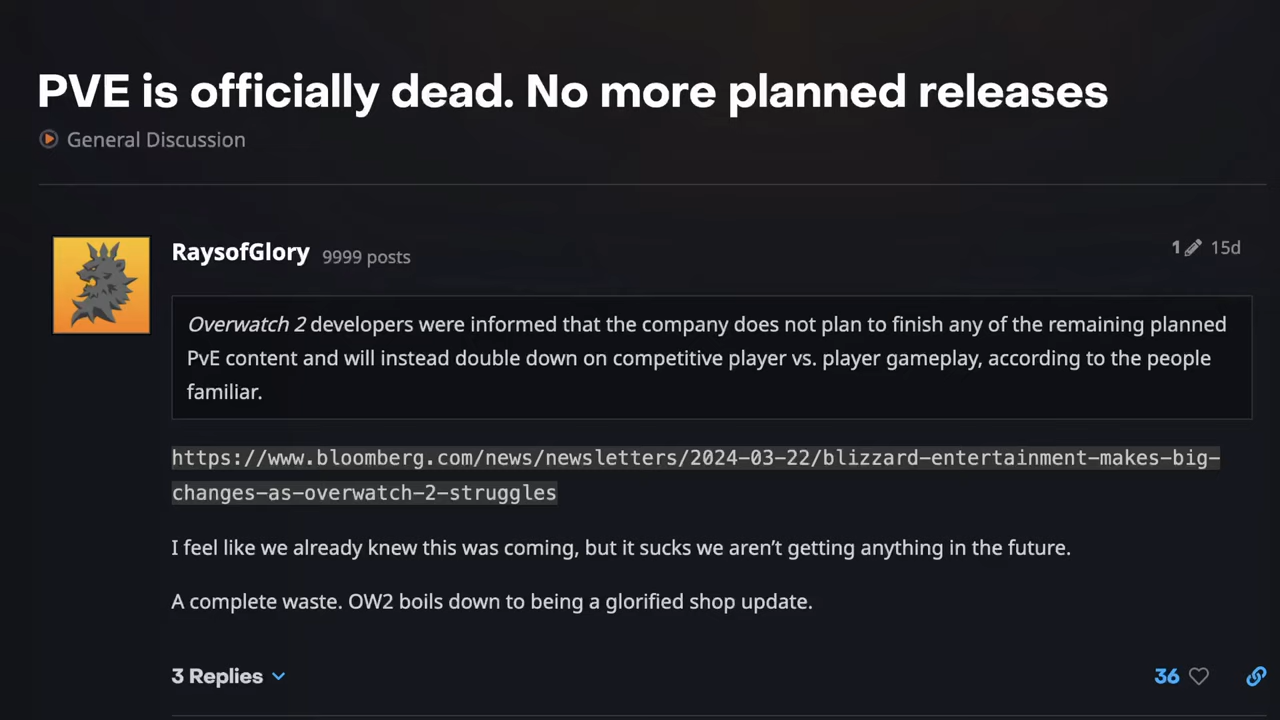 PVE is officially dead. No more planned releases
General Discussion
RaysofGlory 9999 posts
1 15d
Overwatch 2 developers were informed that the company does not plan to finish any of the remaining planned
PvE content and will instead double down on competitive player vs. player gameplay, according to the people
familiar.
https://www.bloomberg.com/news/newsletters/2024-03-22/blizzard-entertainment-makes-big-
changes-as-overwatch-2-struggles
I feel like we already knew this was coming, but it sucks we aren’t getting anything in the future.
A complete waste. OW2 boils down to being a glorified shop update.
3 Replies
36